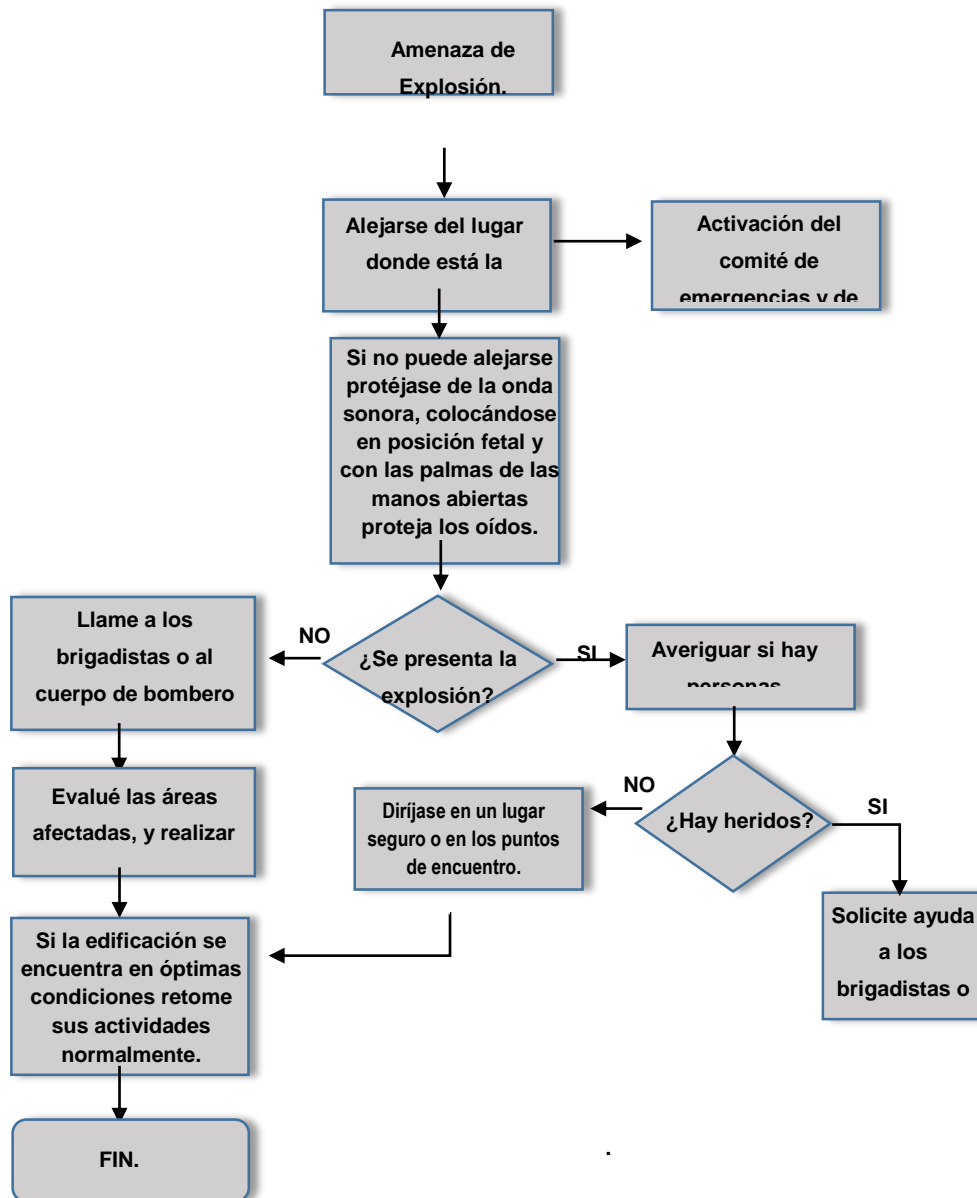 Amenaza de
Explosión.
Alejarse del lugar
donde está la
Activación del
comité de
emergencias y de
Si no puede alejarse
protéjase de la onda
sonora, colocándose
en posición fetal y
con las palmas de las
manos abiertas
proteja los oídos.
¿Se presenta la
explosión?
NO
SI
Llame a los
brigadistas o al
cuerpo de bombero
Averiguar si hay
personas
Evalué las áreas
afectadas, y realizar
Diríjase en un lugar
seguro o en los puntos
de encuentro.
NO
¿Hay heridos?
SI
Solicite ayuda
a los
brigadistas o
Si la edificación se
encuentra en óptimas
condiciones retome
sus actividades
normalmente.
FIN.
.